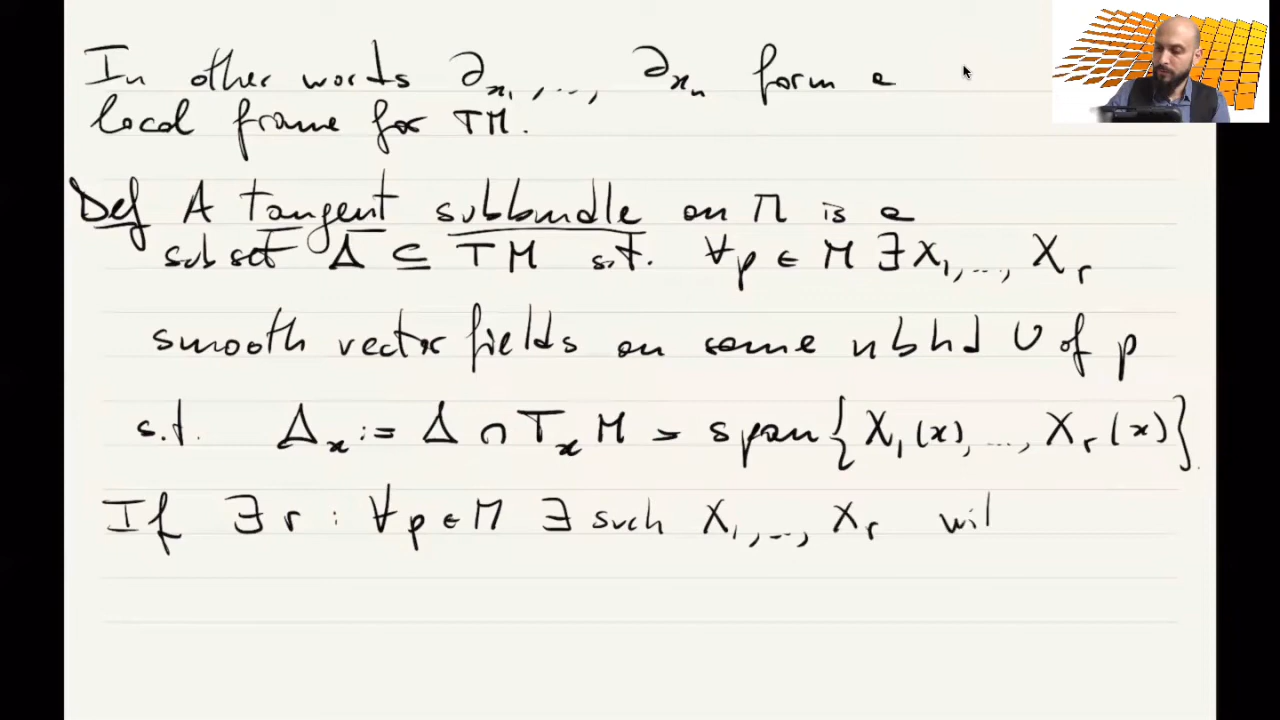 In other words ∂x₁, ..., ∂xₙ form a
local frame for TM.
Def A tangent subbundle on M is a
subset Δ ⊆ TM s.t. ∀p ∈ M ∃ X₁, ..., Xᵣ
smooth vector fields on some nbhd U of p
s.t. Δₓ := Δ ∩ TₓM = span{X₁(x), ..., Xᵣ(x)}.
If ∃ r : ∀p ∈ M ∃ such X₁, ..., Xᵣ wil